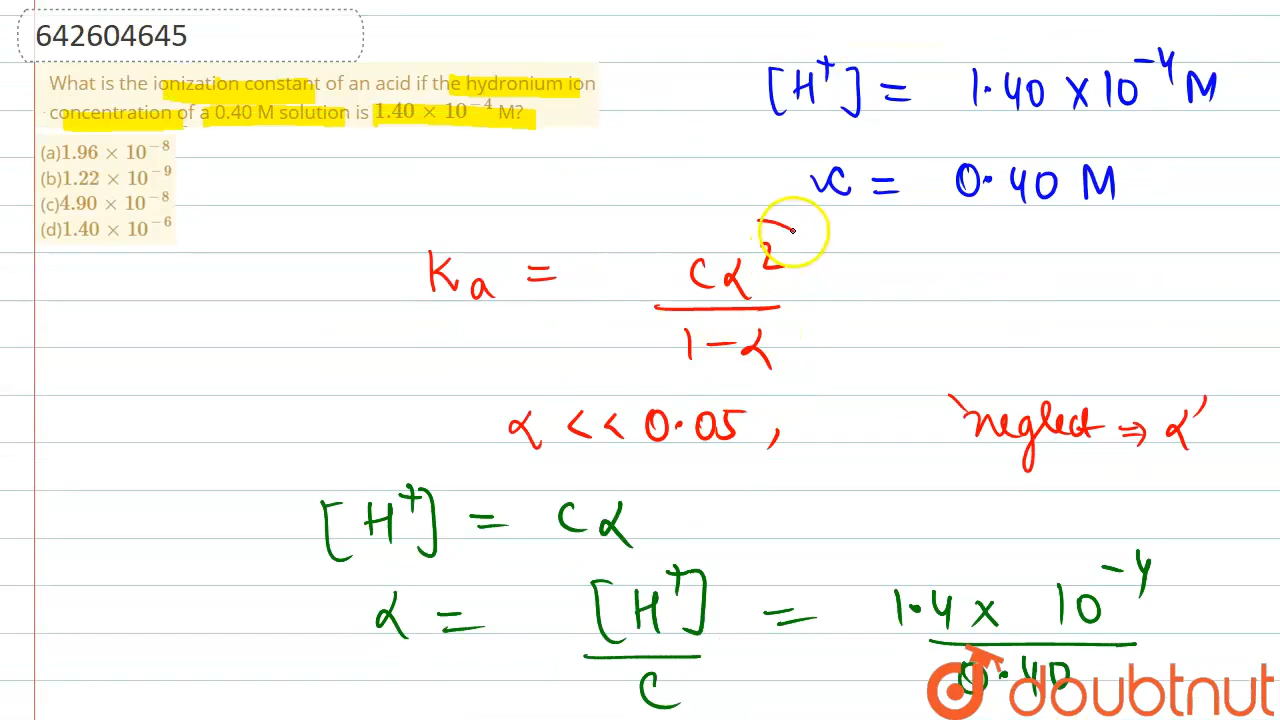 642604645
What is the ionization constant of an acid if the hydronium ion
concentration of a 0.40 M solution is 1.40 × 10⁻⁴ M?
(a)1.96 × 10⁻⁸
(b)1.22 × 10⁻⁹
(c)4.90 × 10⁻⁸
(d)1.40 × 10⁻⁶
[H⁺] = 1.40 × 10⁻⁴ M
C = 0.40 M
Kₐ = Cα² / 1-α
α << 0.05, 'neglect ⇒ α'
[H⁺] = Cα
α = [H⁺] / C = 1.4 × 10⁻⁴ / 0.40
doubtnut